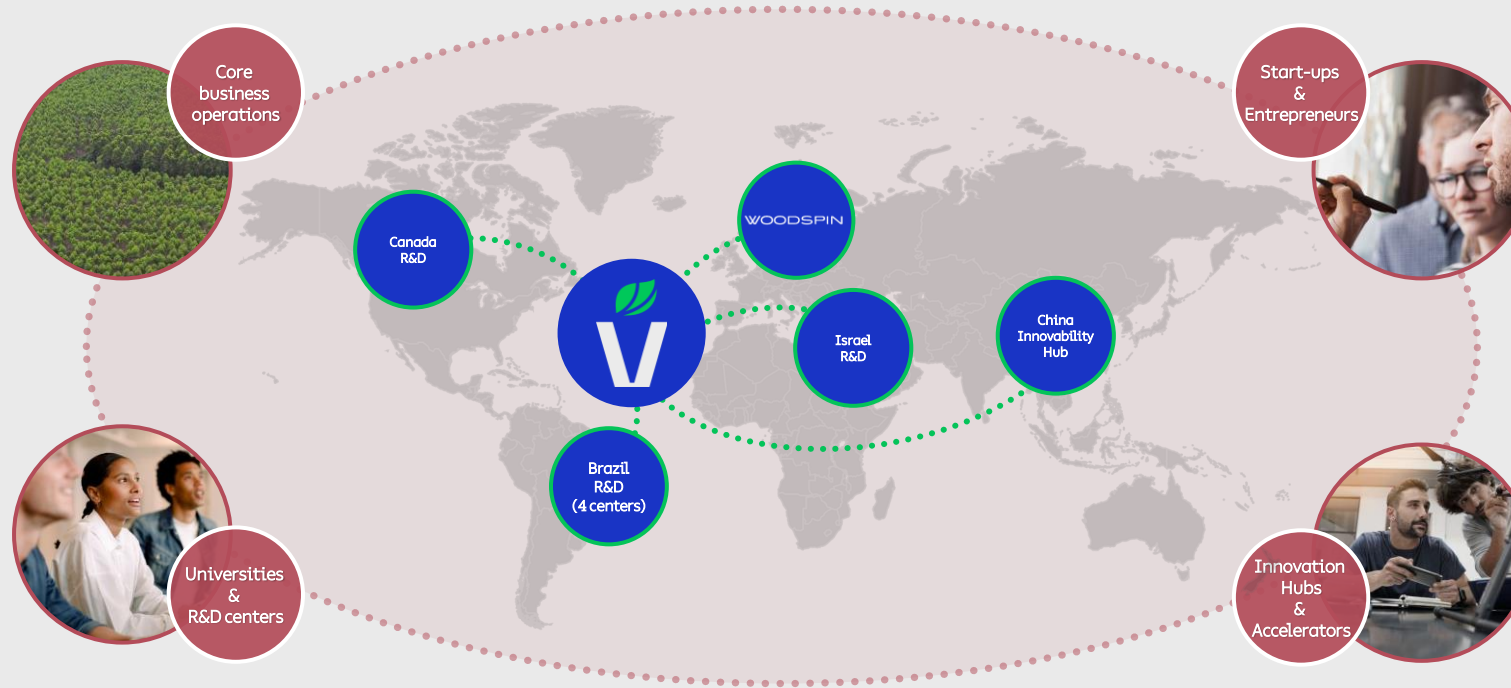 Core
business
operations
Start-ups
&
Entrepreneurs
WOODSPIN
Canada
R&D
V
Israel
R&D
China
Innovability
Hub
Brazil
R&D
(4 centers)
Universities
&
R&D centers
Innovation
Hubs
&
Accelerators